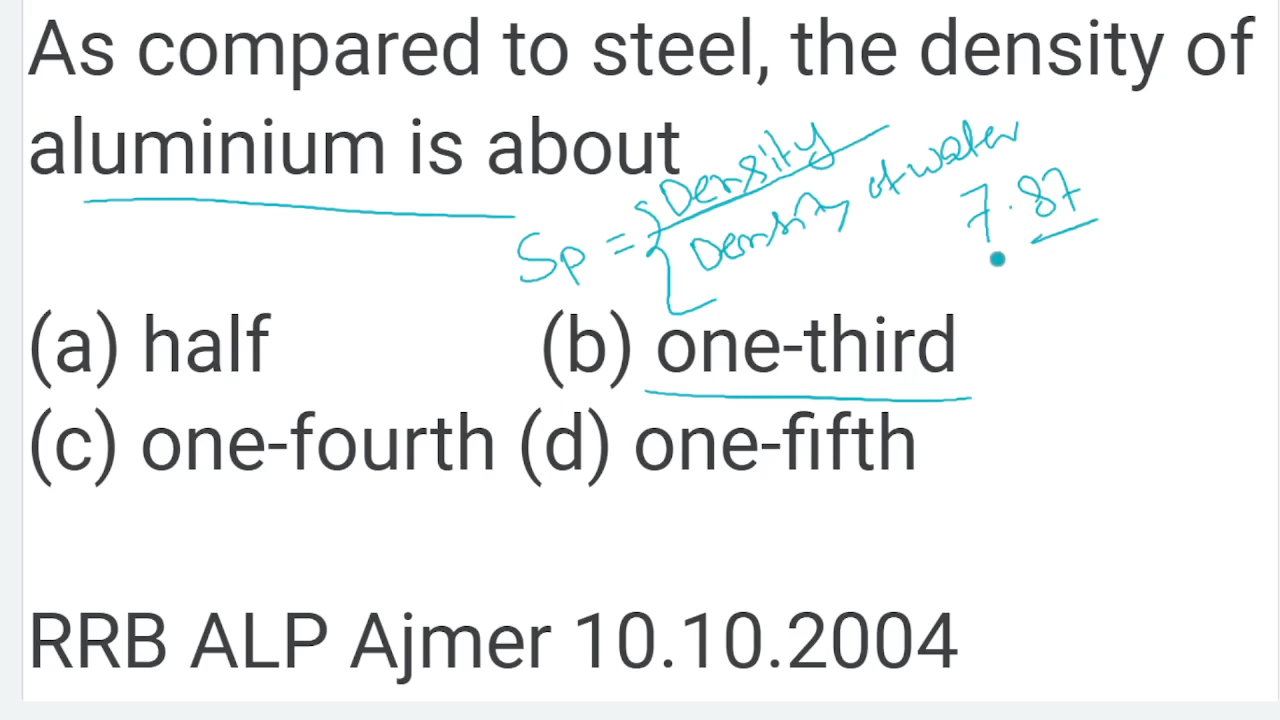 As compared to steel, the density of
aluminium is about
Sp = Density
Density of water
7.87
(a) half (b) one-third
(c) one-fourth (d) one-fifth
RRB ALP Ajmer 10.10.2004